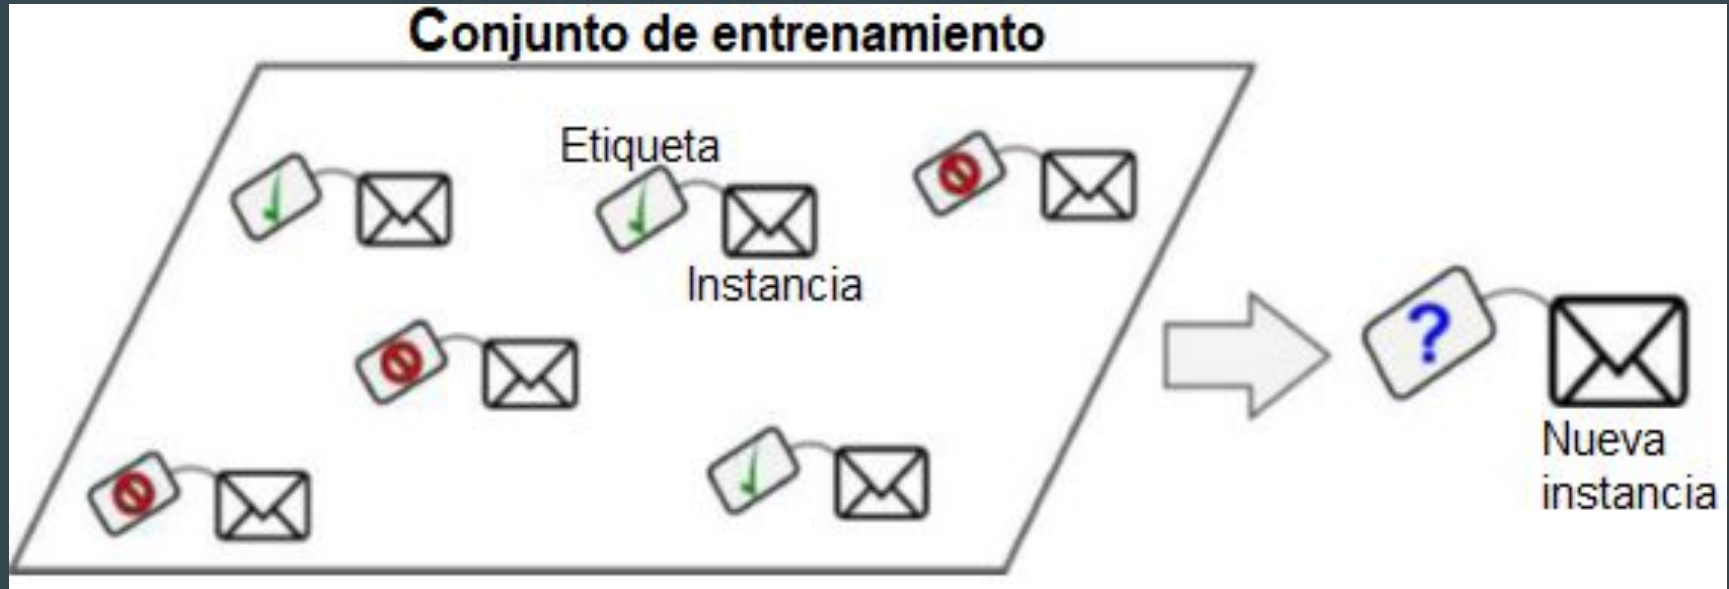 Conjunto de entrenamiento
Etiqueta
Instancia
?
Nueva
instancia